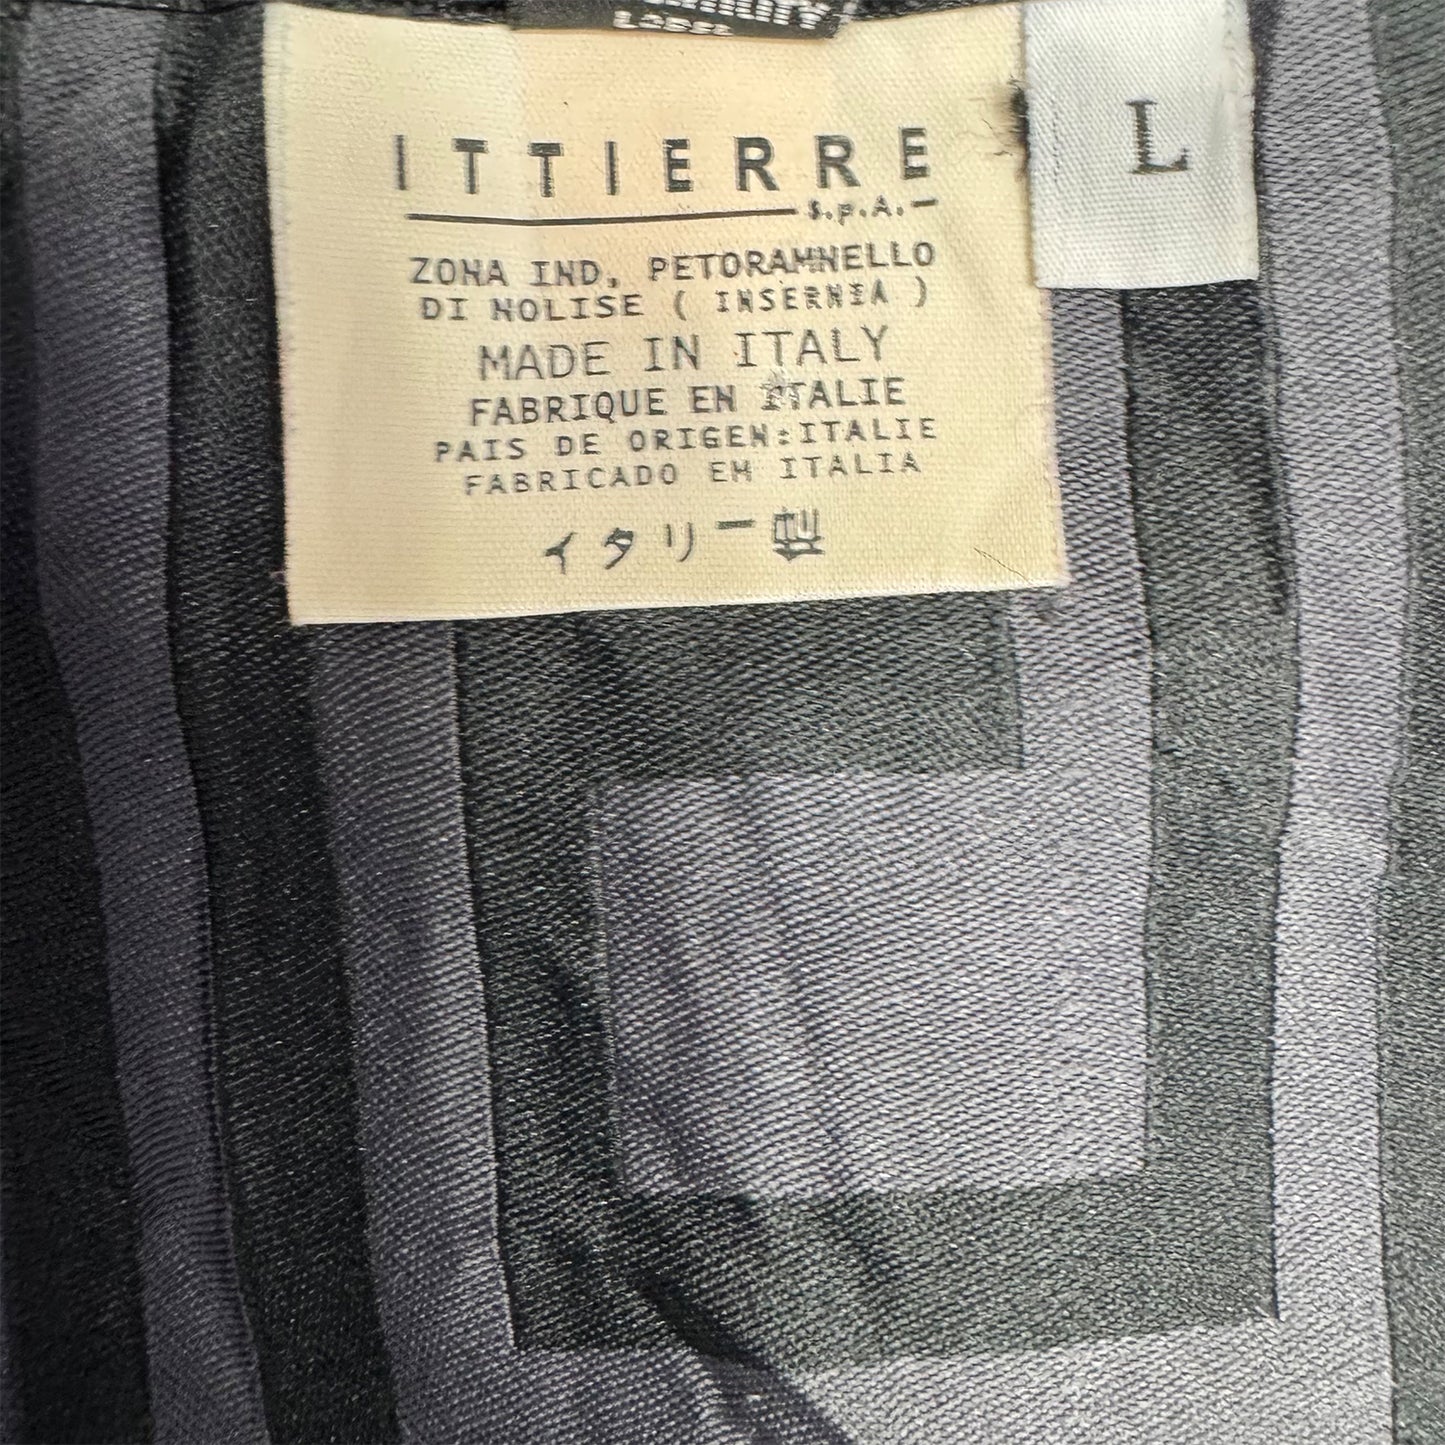 LABEL
L
ITTIERRE
S.P.A.
ZONA IND, PETORAMNELLO
DI NOLISE ( INSERNIA )
MADE IN ITALY
FABRIQUE EN ITALIE
PAIS DE ORIGEN:ITALIE
FABRICADO EM ITALIA
イタリー製